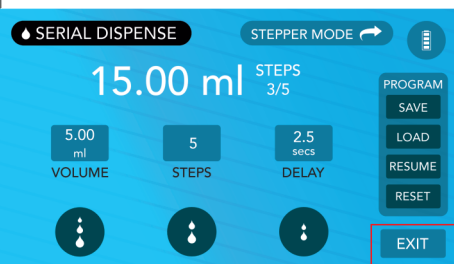 SERIAL DISPENSE
STEPPER MODE
15.00 ml
STEPS
3/5
PROGRAM
SAVE
LOAD
RESUME
RESET
5.00
ml
VOLUME
5
STEPS
2.5
secs
DELAY
EXIT